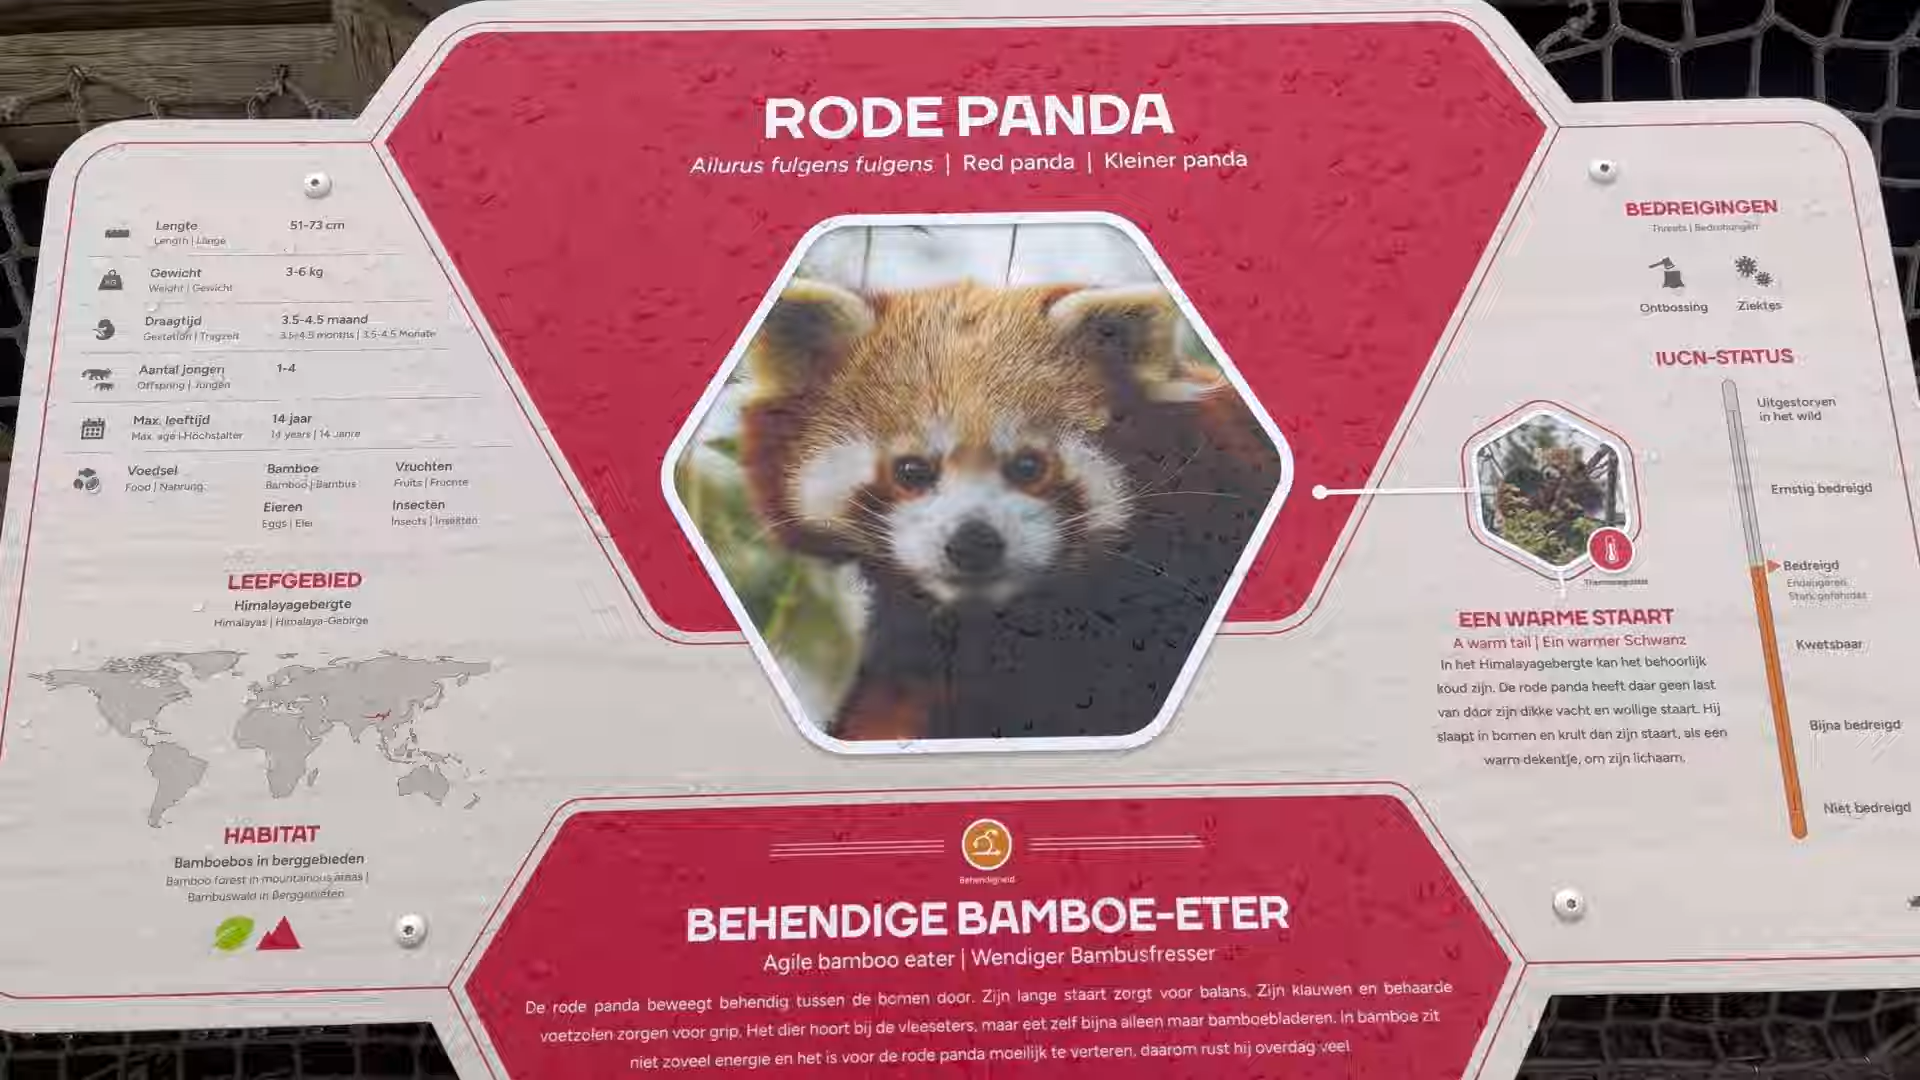 RODE PANDA
Ailurus fulgens fulgens | Red panda | Kleiner panda
Lengte 51-73 cm
Length | Länge
Gewicht 3-6 kg
Weight | Gewicht
KG
Draagtijd 3.5-4.5 maand
Gestation | Tragzeit 3.5-4.5 months | 3.5-4.5 Monate
Aantal jongen 1-4
Offspring | Jungen
Max. leeftijd 14 jaar
Max. age | Höchstalter 14 years | 14 Jahre
Voedsel Bamboe Vruchten
Food | Nahrung Bamboo | Bambus Fruits | Früchte
Eieren Insecten
Eggs | Eier Insects | Insekten
LEEFGEBIED
Himalayagebergte
Himalayas | Himalaya-Gebirge
HABITAT
Bamboebos in berggebieden
Bamboo forest in mountainous areas |
Bambuswald in Berggebieten
BEDREIGINGEN
Threats | Bedrohungen
Ontbossing Ziektes
IUCN-STATUS
Uitgestorven
in het wild
Ernstig bedreigd
Bedreigd
Endangered
Stark gefährdet
Kwetsbaar
Bijna bedreigd
Niet bedreigd
EEN WARME STAART
A warm tail | Ein warmer Schwanz
In het Himalayagebergte kan het behoorlijk
koud zijn. De rode panda heeft daar geen last
van door zijn dikke vacht en wollige staart. Hij
slaapt in bomen en krult dan zijn staart, als een
warm dekentje, om zijn lichaam.
Behendigheid
BEHENDIGE BAMBOE-ETER
Agile bamboo eater | Wendiger Bambusfresser
De rode panda beweegt behendig tussen de bomen door. Zijn lange staart zorgt voor balans. Zijn klauwen en behaarde
voetzolen zorgen voor grip. Het dier hoort bij de vleeseters, maar eet zelf bijna alleen maar bamboebladeren. In bamboe zit
niet zoveel energie en het is voor de rode panda moeilijk te verteren, daarom rust hij overdag veel